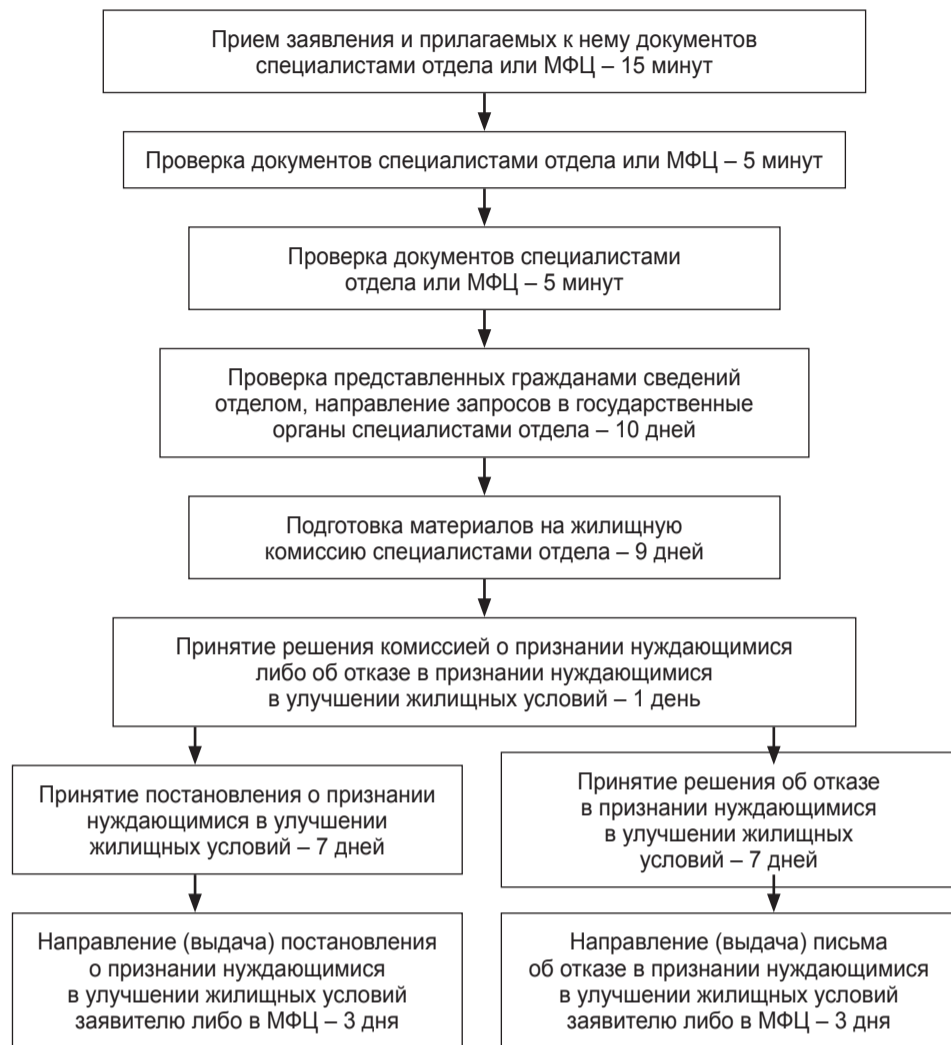 Прием заявления и прилагаемых к нему документов
специалистами отдела или МФЦ – 15 минут
Проверка документов специалистами отдела или МФЦ – 5 минут
Проверка документов специалистами
отдела или МФЦ – 5 минут
Проверка представленных гражданами сведений
отделом, направление запросов в государственные
органы специалистами отдела – 10 дней
Подготовка материалов на жилищную
комиссию специалистами отдела – 9 дней
Принятие решения комиссией о признании нуждающимися
либо об отказе в признании нуждающимися
в улучшении жилищных условий – 1 день
Принятие постановления о признании
нуждающимися в улучшении
жилищных условий – 7 дней
Принятие решения об отказе
в признании нуждающимися
в улучшении жилищных
условий – 7 дней
Направление (выдача) постановления
о признании нуждающимися
в улучшении жилищных условий
заявителю либо в МФЦ – 3 дня
Направление (выдача) письма
об отказе в признании нуждающимися
в улучшении жилищных условий
заявителю либо в МФЦ – 3 дня